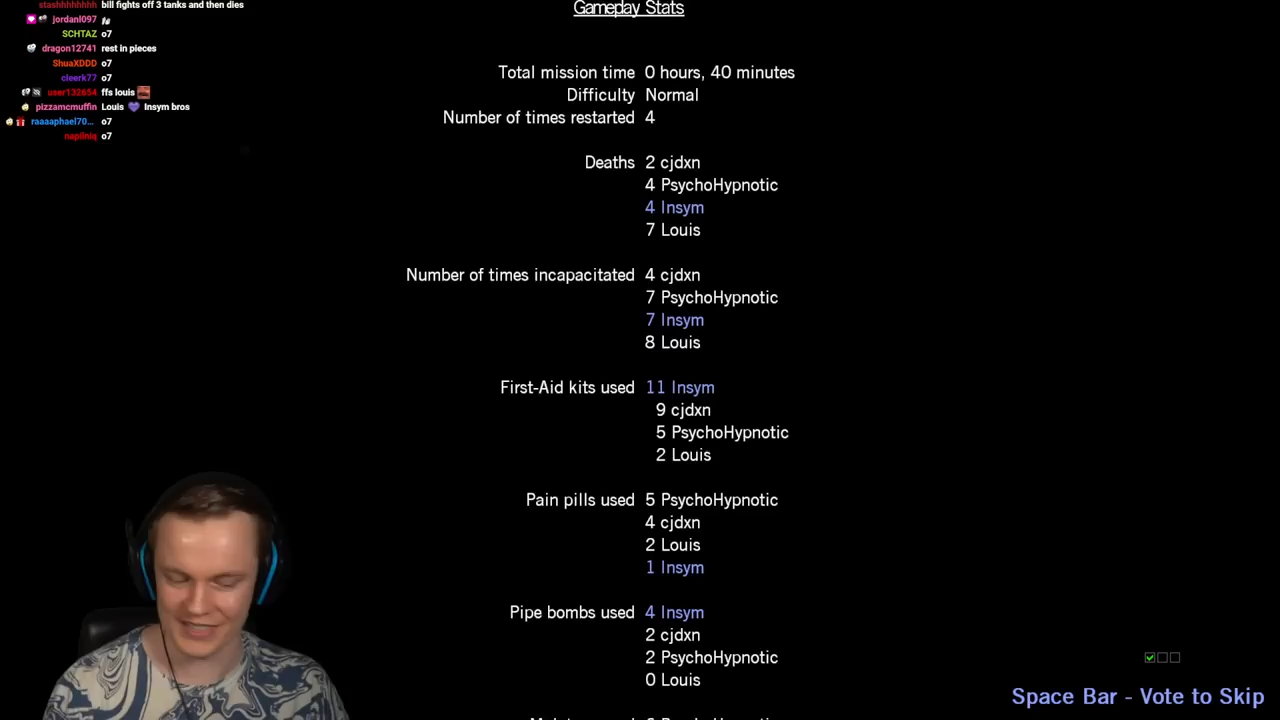 stashhhhhhhh bill fights off 3 tanks and then dies
jordanl097
SCHTAZ o7
dragon12741 rest in pieces
ShuaXDDD o7
cleerk77 o7
user132654 ffs louis
pizzamcmuffin Louis 💜 Insym bros
raaaaphael70... o7
napilniq o7
Gameplay Stats
Total mission time 0 hours, 40 minutes
Difficulty Normal
Number of times restarted 4
Deaths 2 cjdxn
4 PsychoHypnotic
4 Insym
7 Louis
Number of times incapacitated 4 cjdxn
7 PsychoHypnotic
7 Insym
8 Louis
First-Aid kits used 11 Insym
9 cjdxn
5 PsychoHypnotic
2 Louis
Pain pills used 5 PsychoHypnotic
4 cjdxn
2 Louis
1 Insym
Pipe bombs used 4 Insym
2 cjdxn
2 PsychoHypnotic
0 Louis
Space Bar - Vote to Skip